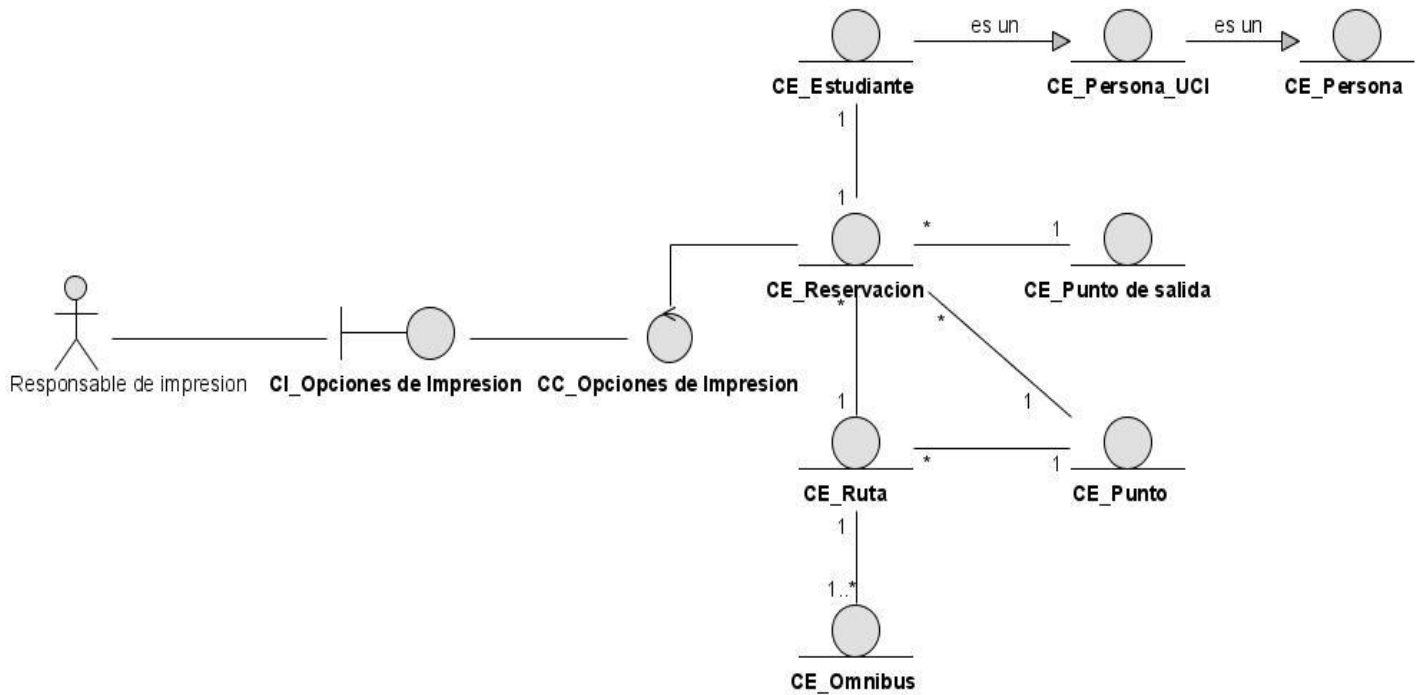 es un
es un
CE_Estudiante
CE_Persona_UCI
CE_Persona
1
1
*
1
CE_Reservacion
CE_Punto de salida
*
*
Responsable de impresion
CI_Opciones de Impresion
CC_Opciones de Impresion
1
1
*
1
CE_Ruta
CE_Punto
1
1..*
CE_Omnibus